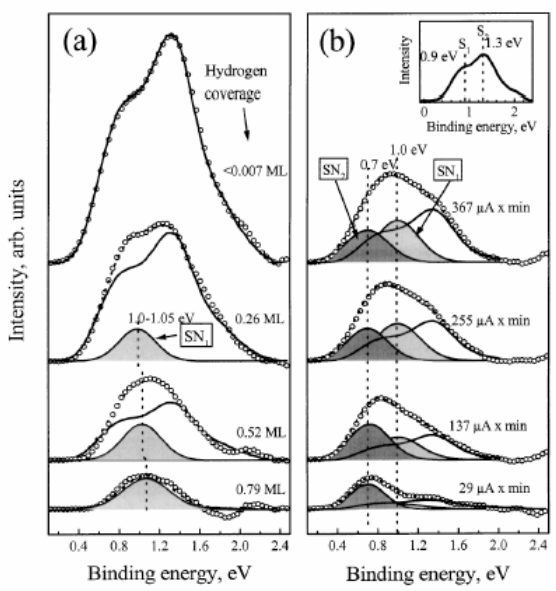 (a)
Hydrogen
coverage
<0.007 ML
1.0-1.05 eV
SN1
0.26 ML
0.52 ML
0.79 ML
0.4 0.8 1.2 1.6 2.0 2.4
Binding energy, eV
Intensity, arb. units
(b)
Intensity
0.9 eV
S1
S2
1.3 eV
0 1 2
Binding energy, eV
SN2
0.7 eV
1.0 eV
SN1
367 μA x min
255 μA x min
137 μA x min
29 μA x min
0.4 0.8 1.2 1.6 2.0 2.4
Binding energy, eV